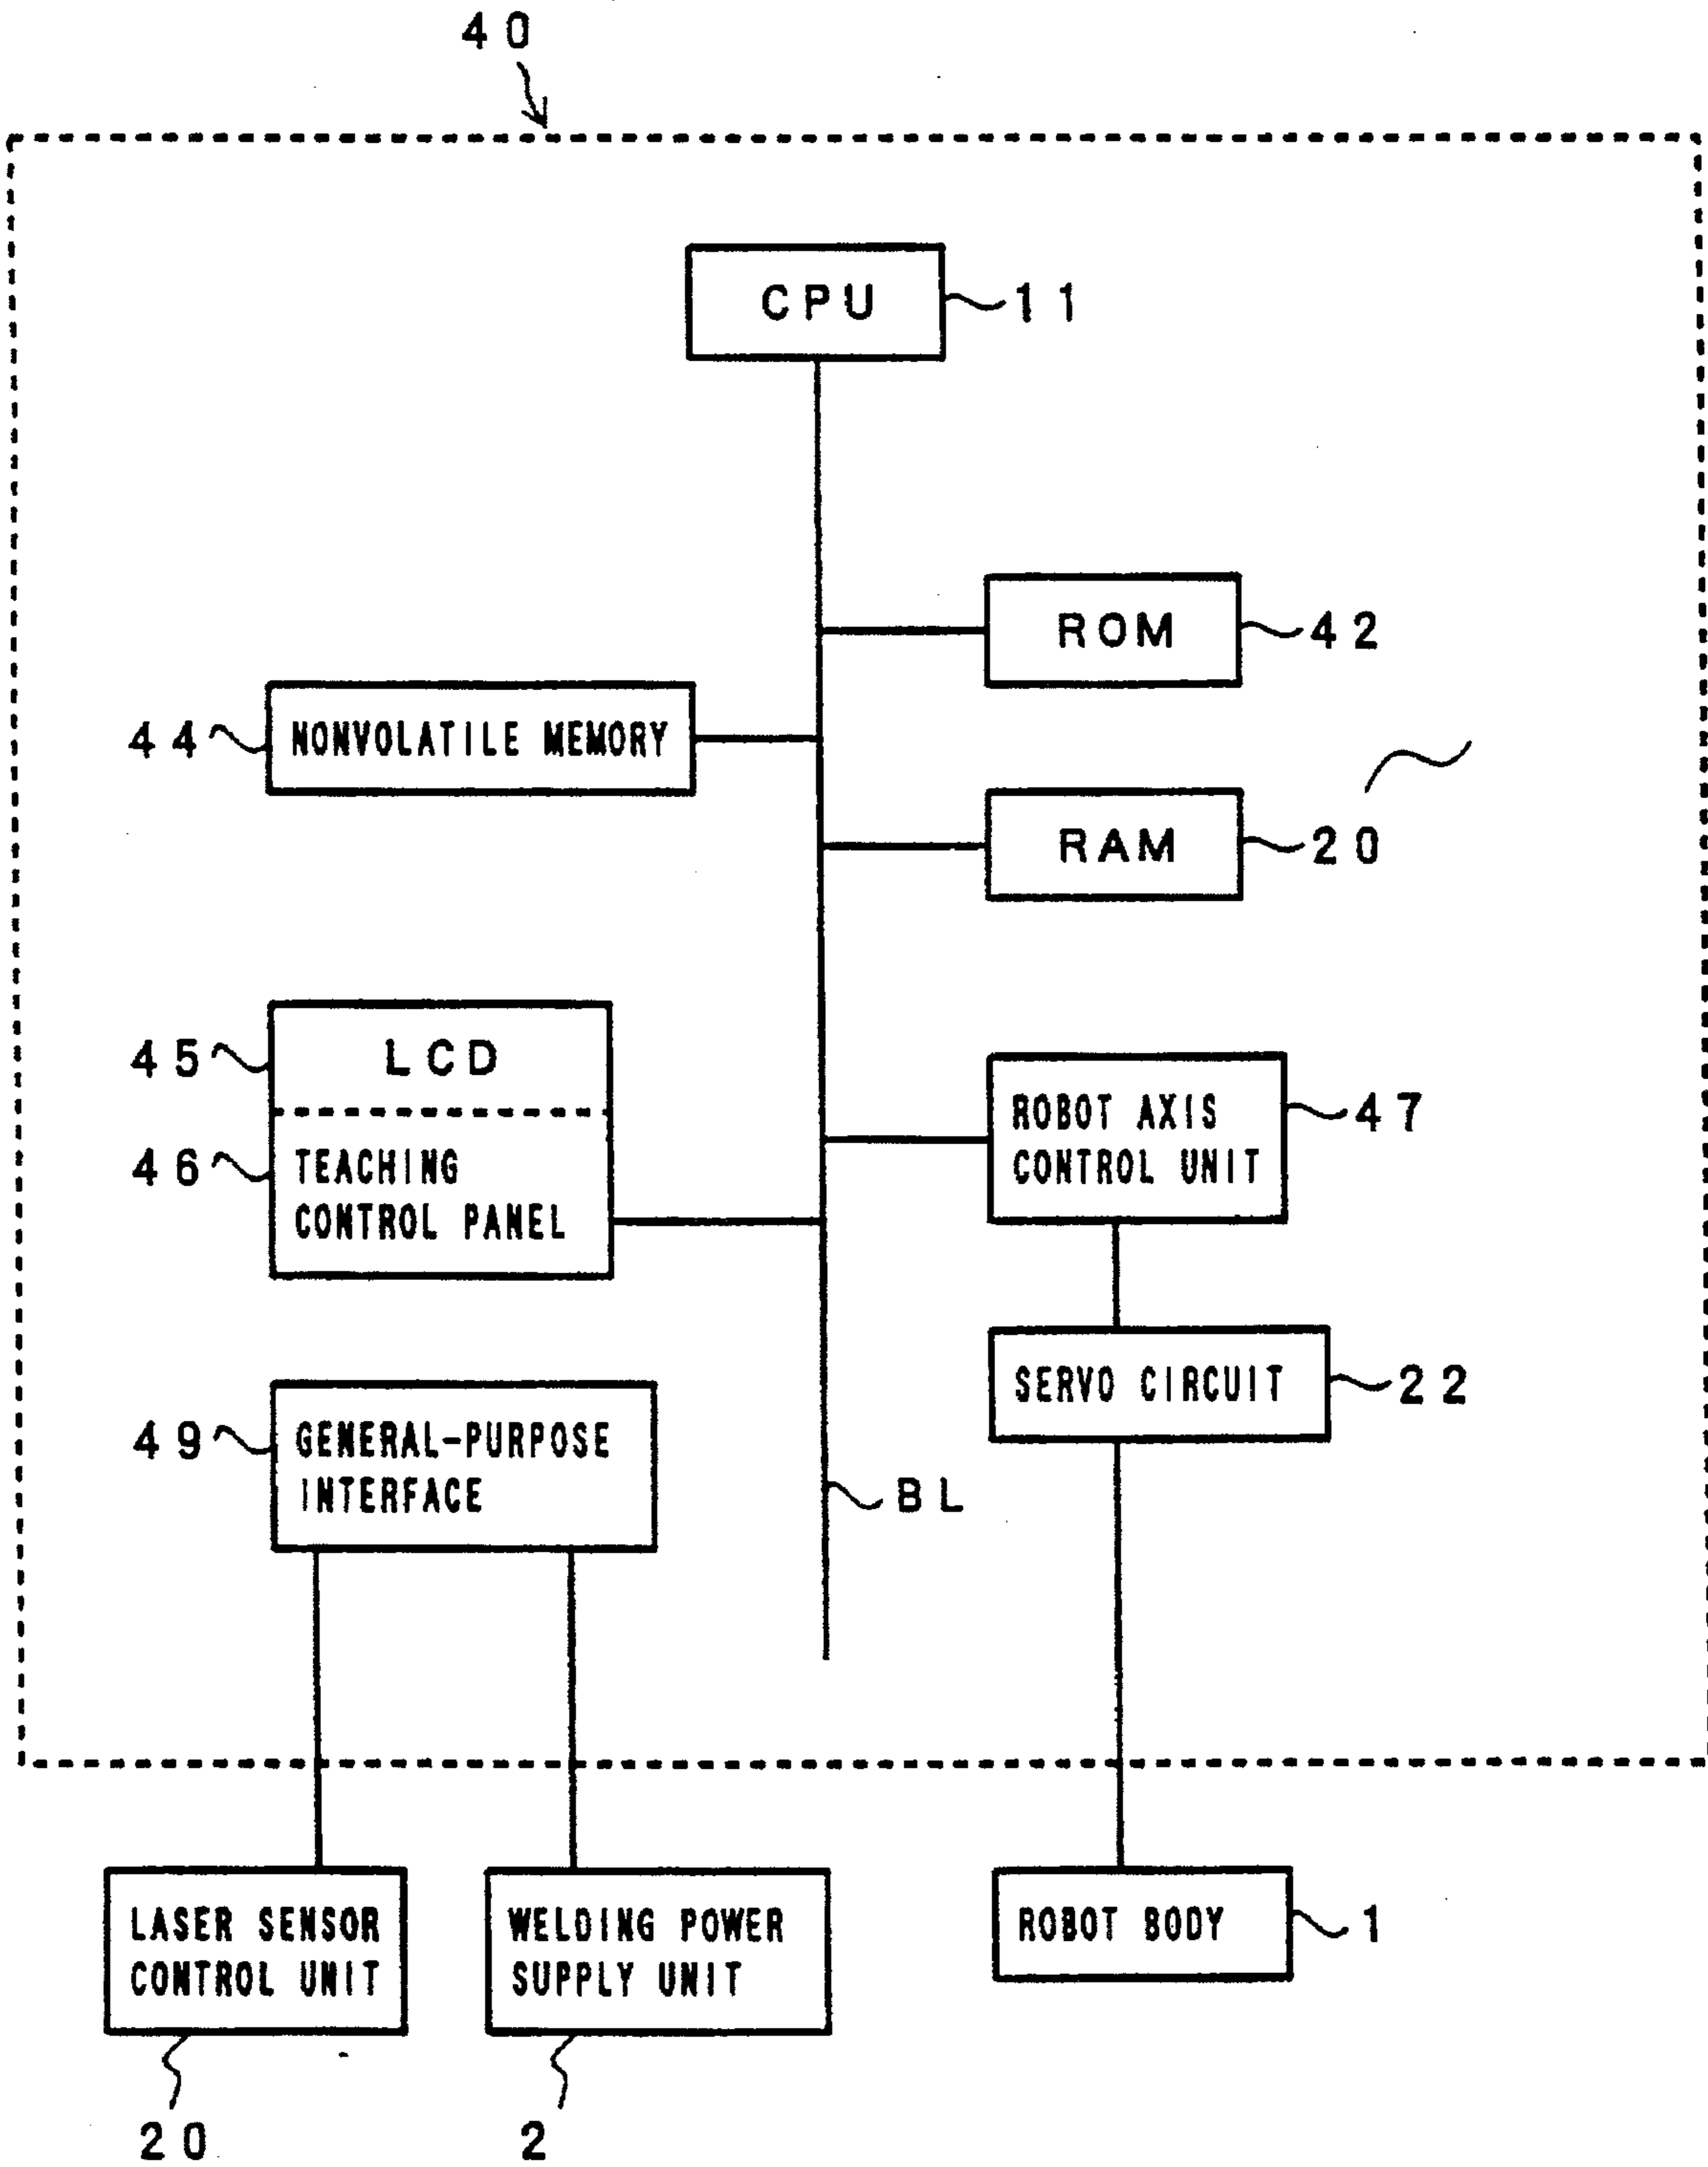 40
CPU
11
ROM
42
44
NONVOLATILE MEMORY
RAM
20
45
LCD
46
TEACHING
CONTROL PANEL
ROBOT AXIS
CONTROL UNIT
47
SERVO CIRCUIT
22
49
GENERAL-PURPOSE
INTERFACE
BL
LASER SENSOR
CONTROL UNIT
WELDING POWER
SUPPLY UNIT
ROBOT BODY
1
20
2